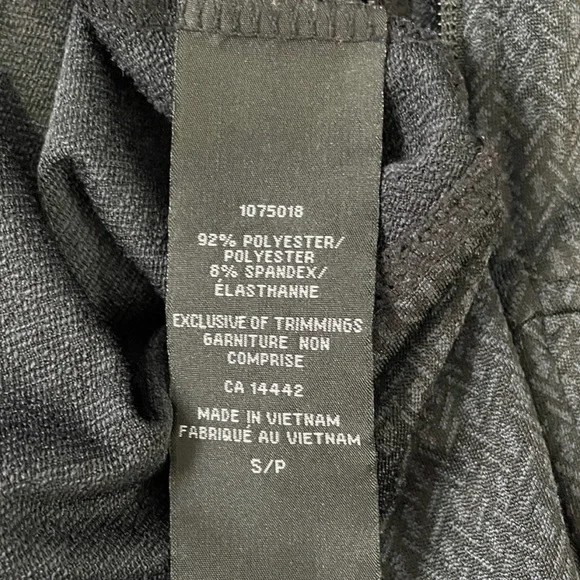 1075018
92% POLYESTER/
POLYESTER
8% SPANDEX/
ÉLASTHANNE
EXCLUSIVE OF TRIMMINGS
GARNITURE NON
COMPRISE
CA 14442
MADE IN VIETNAM
FABRIQUÉ AU VIETNAM
S/P